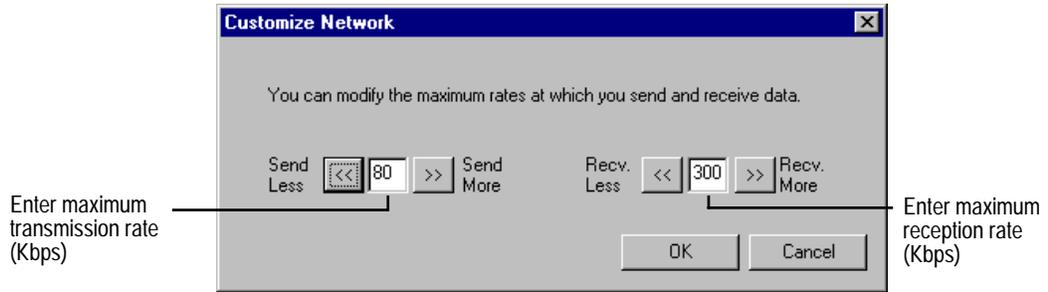 Customize Network
You can modify the maximum rates at which you send and receive data.
Send
Less
<<
80
>>
Send
More
Recv.
Less
<<
300
>>
Recv.
More
Enter maximum
transmission rate
(Kbps)
Enter maximum
reception rate
(Kbps)
OK
Cancel